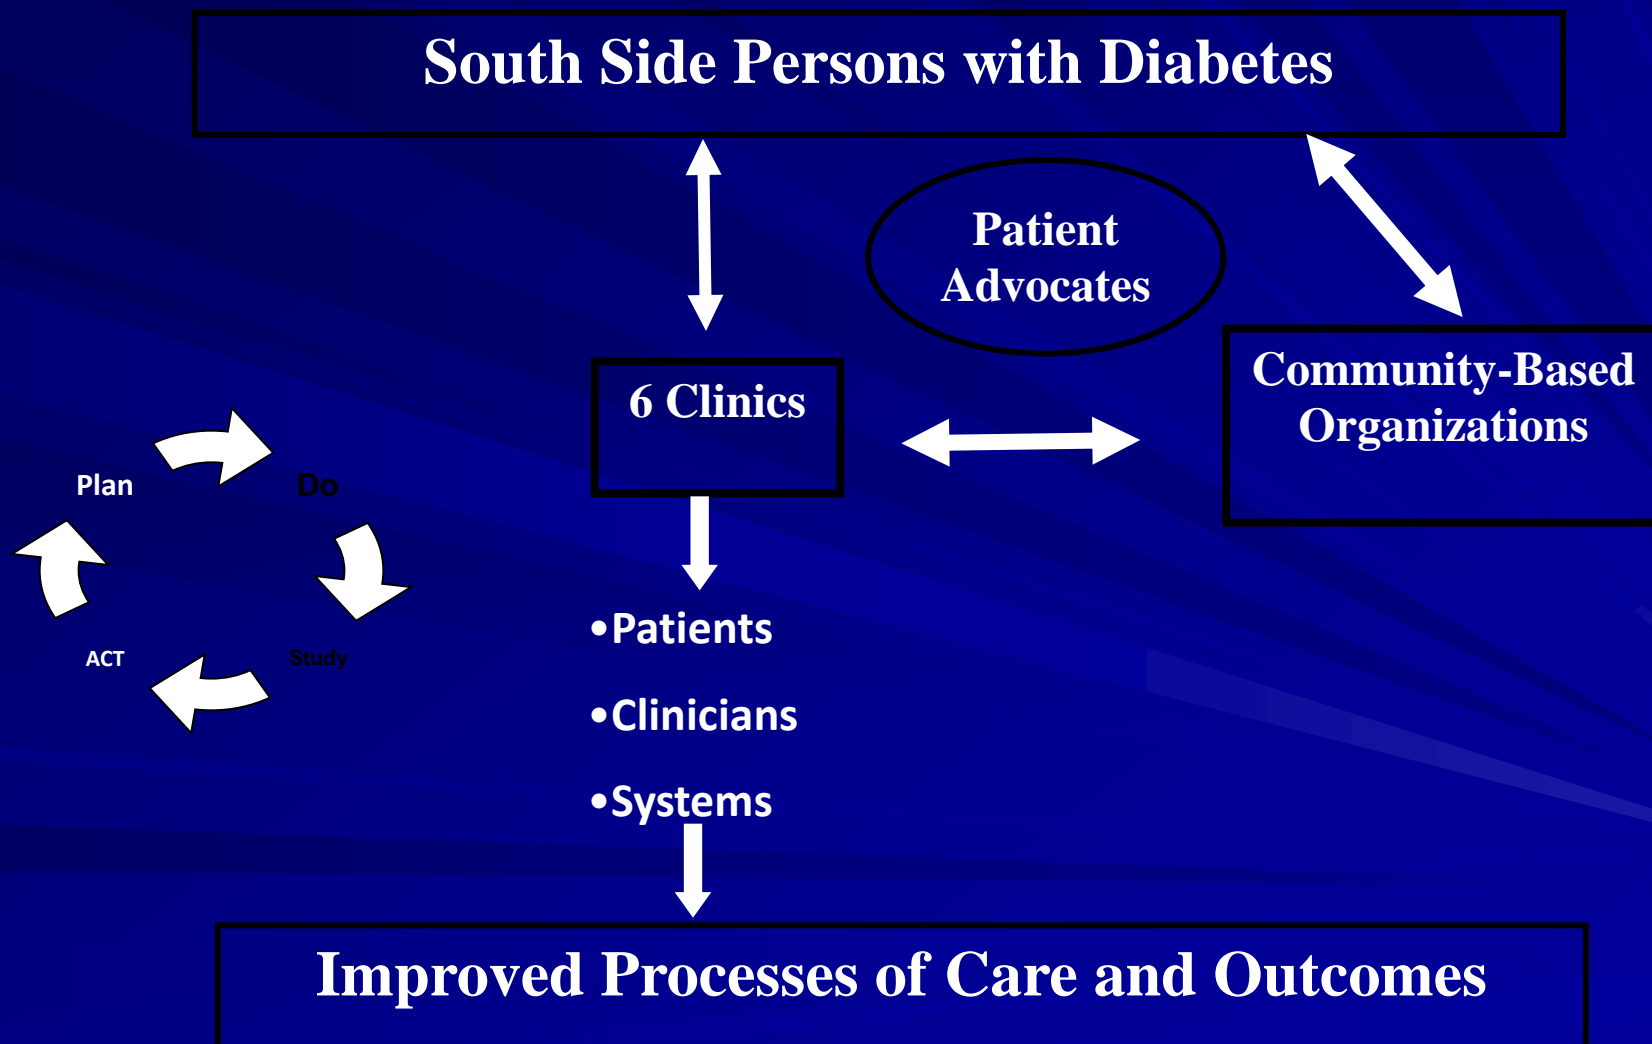 South Side Persons with Diabetes
Patient
Advocates
6 Clinics
Community-Based
Organizations
Plan
Do
ACT
Study
•Patients
•Clinicians
•Systems
Improved Processes of Care and Outcomes